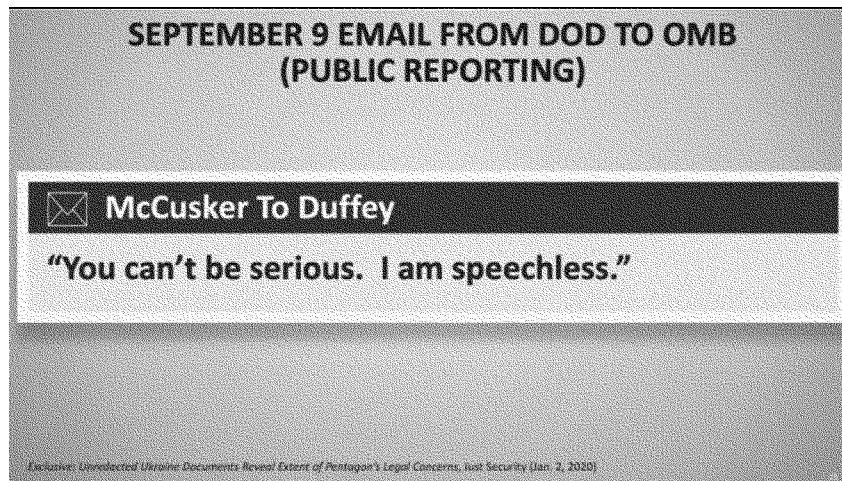 SEPTEMBER 9 EMAIL FROM DOD TO OMB
(PUBLIC REPORTING)
McCusker To Duffey
“You can’t be serious.  I am speechless.”
Exclusive: Unredacted Ukraine Documents Reveal Extent of Pentagon's Legal Concerns, Just Security (Jan. 2, 2020)